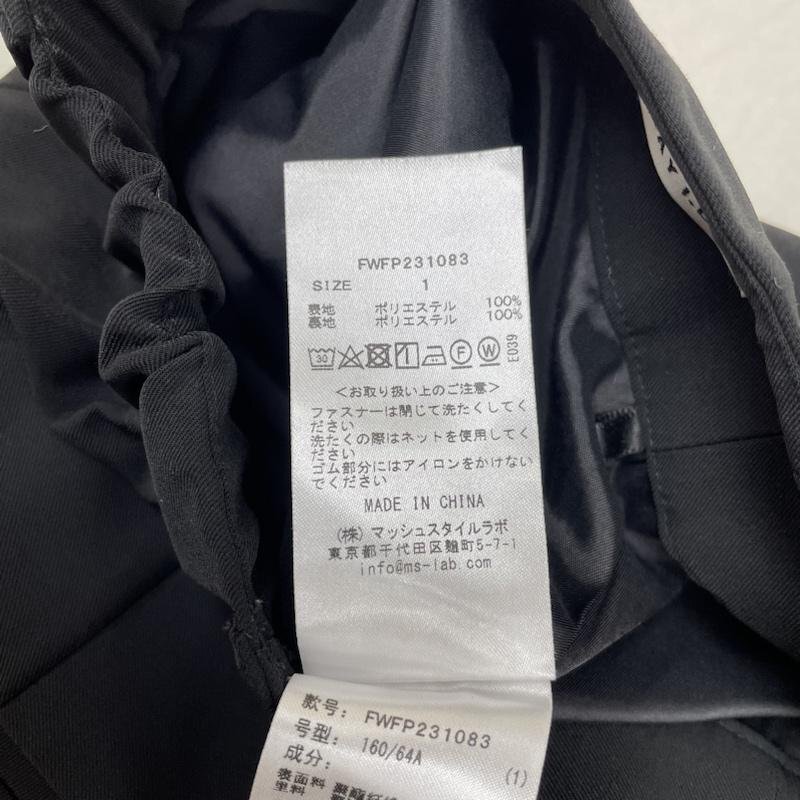 FWFP231083
SIZE 1
表地 ポリエステル 100%
裏地 ポリエステル 100%
30
F W
E039
<お取り扱い上のご注意>
ファスナーは閉じて洗たくしてく
ださい
洗たくの際はネットを使用してく
ださい
ゴム部分にはアイロンをかけない
でください
MADE IN CHINA
(株)マッシュスタイルラボ
東京都千代田区麹町5-7-1
info@ms-lab.com
款号: FWFP231083
号型: 160/64A (1)
成分:
表面料
里料